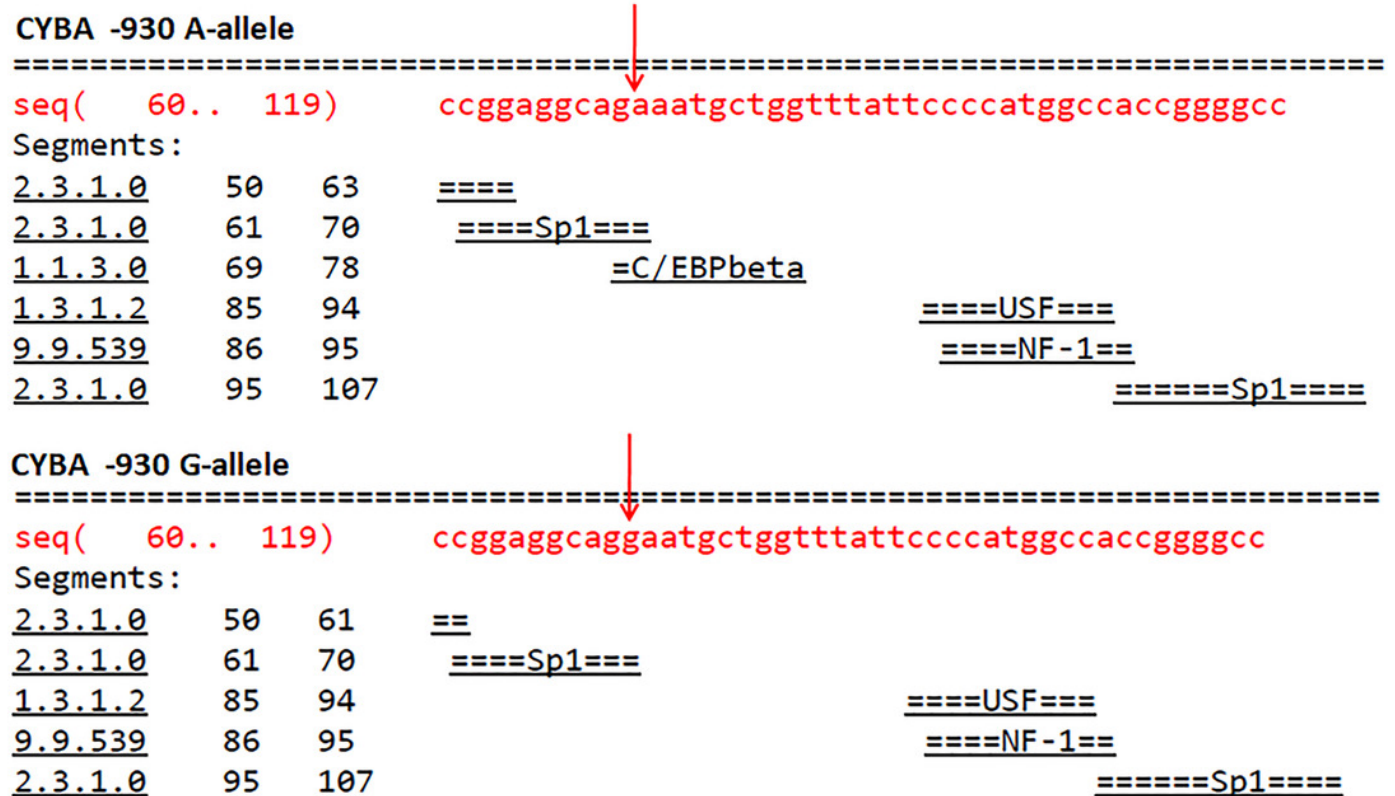 CYBA -930 A-allele
=======================================================================
seq( 60.. 119) ccggaggcagaaatgctggtttattccccatggccaccggggcc
Segments:
2.3.1.0 50 63 ====
2.3.1.0 61 70 ====Sp1===
1.1.3.0 69 78 =C/EBPbeta
1.3.1.2 85 94 ====USF===
9.9.539 86 95 ====NF-1==
2.3.1.0 95 107 ======Sp1====
CYBA -930 G-allele
=======================================================================
seq( 60.. 119) ccggaggcaggaatgctggtttattccccatggccaccggggcc
Segments:
2.3.1.0 50 61 ==
2.3.1.0 61 70 ====Sp1===
1.3.1.2 85 94 ====USF===
9.9.539 86 95 ====NF-1==
2.3.1.0 95 107 ======Sp1====